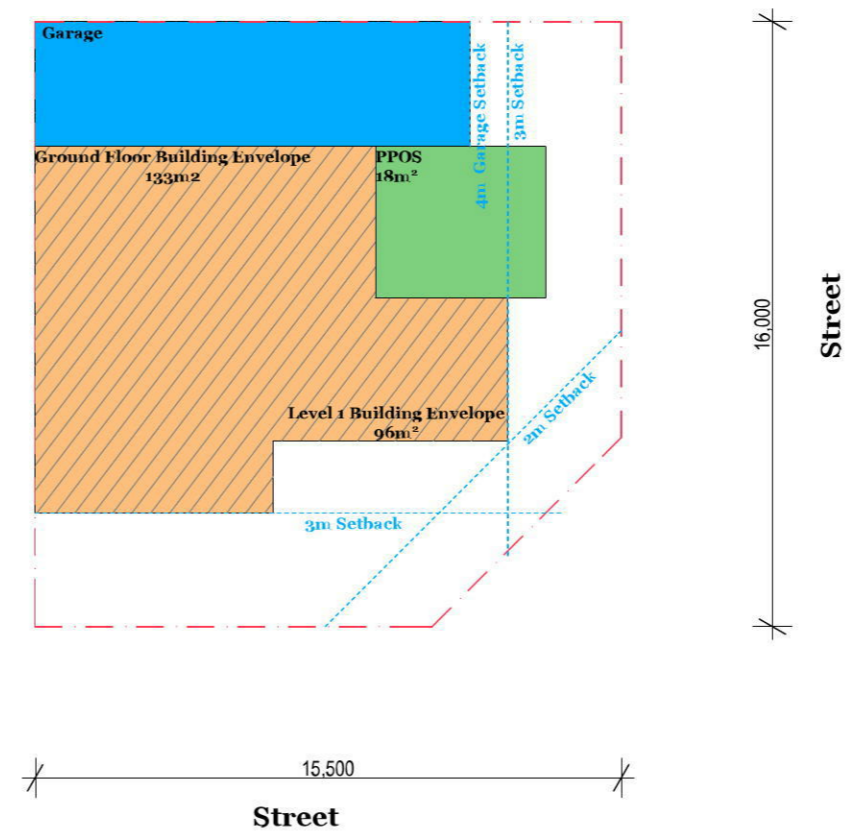 Garage
4m Garage Setback
3m Setback
Ground Floor Building Envelope
133m2
PPOS
18m²
16,000
Street
2m Setback
Level 1 Building Envelope
96m²
3m Setback
15,500
Street